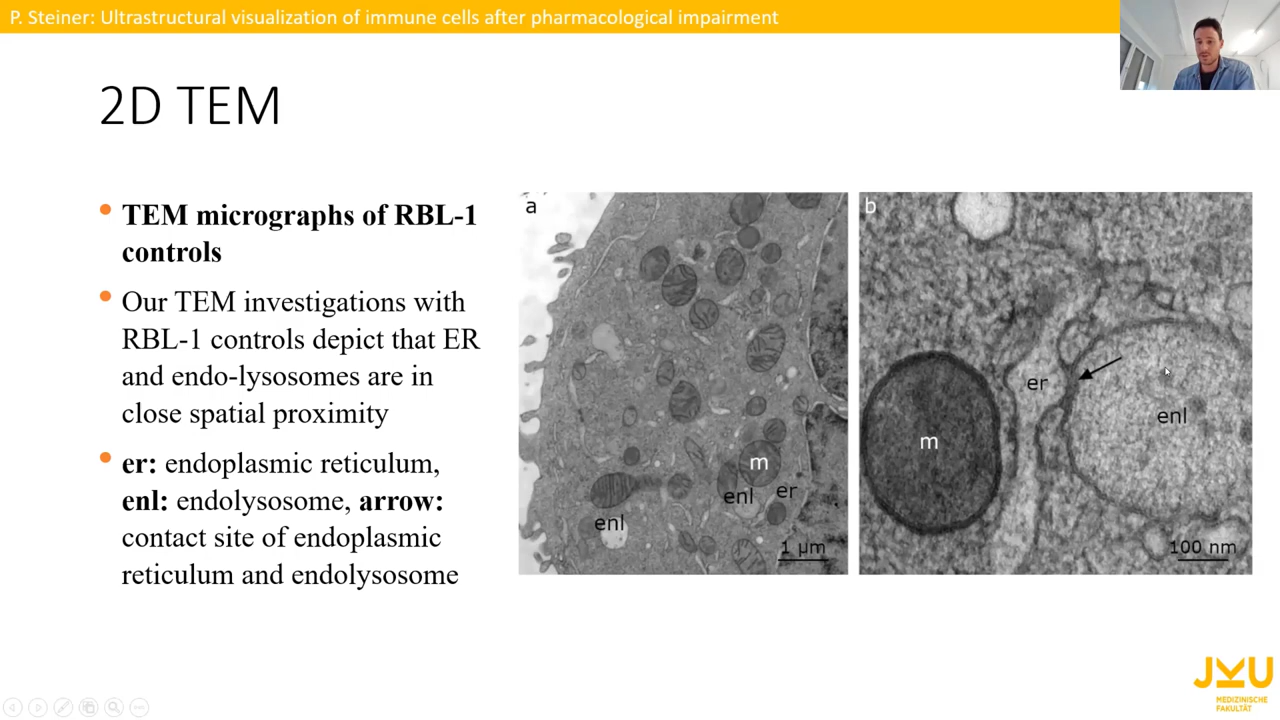 P. Steiner: Ultrastructural visualization of immune cells after pharmacological impairment
2D TEM
• TEM micrographs of RBL-1
controls
• Our TEM investigations with
RBL-1 controls depict that ER
and endo-lysosomes are in
close spatial proximity
• er: endoplasmic reticulum,
enl: endolysosome, arrow:
contact site of endoplasmic
reticulum and endolysosome
a
m
enl
er
enl
1 µm
b
er
enl
m
100 nm
JKU
MEDIZINISCHE
FAKULTÄT